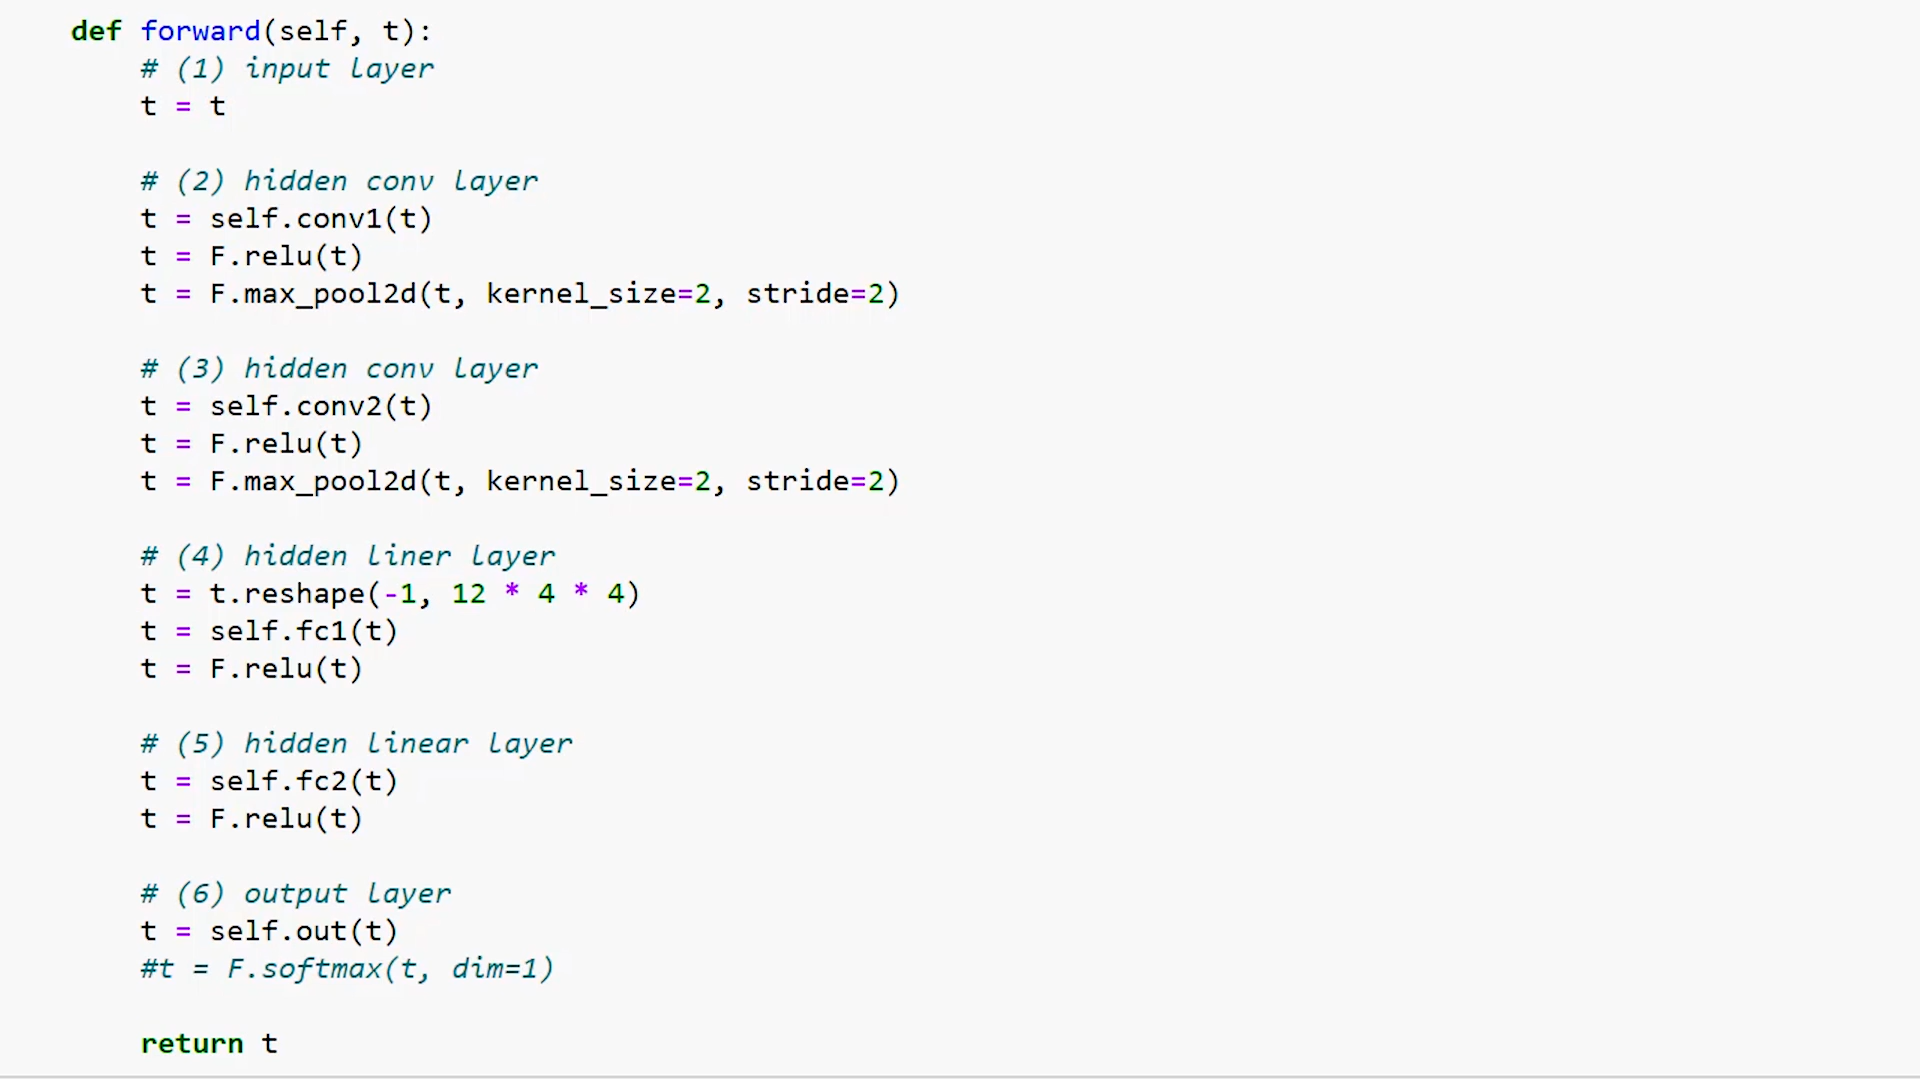 def forward(self, t):
# (1) input layer
t = t
# (2) hidden conv layer
t = self.conv1(t)
t = F.relu(t)
t = F.max_pool2d(t, kernel_size=2, stride=2)
# (3) hidden conv layer
t = self.conv2(t)
t = F.relu(t)
t = F.max_pool2d(t, kernel_size=2, stride=2)
# (4) hidden liner layer
t = t.reshape(-1, 12 * 4 * 4)
t = self.fc1(t)
t = F.relu(t)
# (5) hidden linear layer
t = self.fc2(t)
t = F.relu(t)
# (6) output layer
t = self.out(t)
#t = F.softmax(t, dim=1)
return t